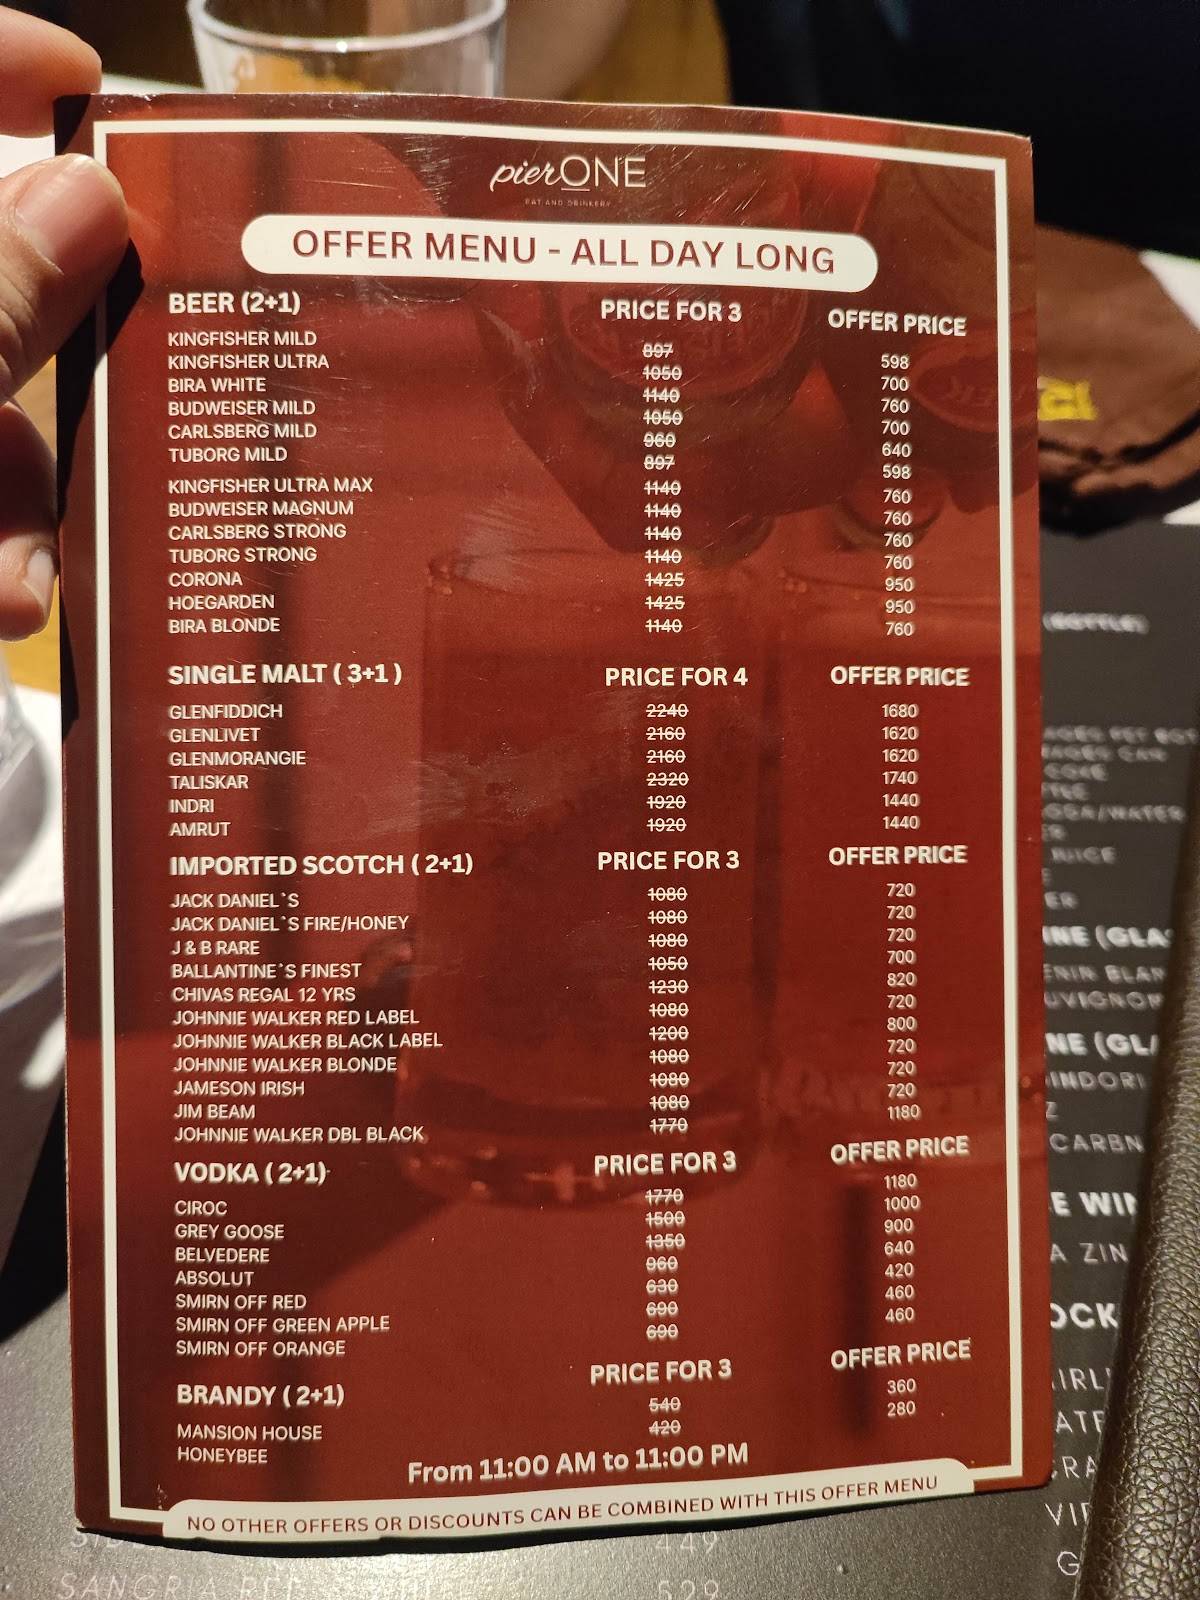 pierONE
EAT AND DRINKERY
OFFER MENU - ALL DAY LONG
BEER (2+1) PRICE FOR 3 OFFER PRICE
KINGFISHER MILD 897 598
KINGFISHER ULTRA 1050 700
BIRA WHITE 1140 760
BUDWEISER MILD 1050 700
CARLSBERG MILD 960 640
TUBORG MILD 897 598
KINGFISHER ULTRA MAX 1140 760
BUDWEISER MAGNUM 1140 760
CARLSBERG STRONG 1140 760
TUBORG STRONG 1140 760
CORONA 1425 950
HOEGARDEN 1425 950
BIRA BLONDE 1140 760
SINGLE MALT ( 3+1 ) PRICE FOR 4 OFFER PRICE
GLENFIDDICH 2240 1680
GLENLIVET 2160 1620
GLENMORANGIE 2160 1620
TALISKAR 2320 1740
INDRI 1920 1440
AMRUT 1920 1440
IMPORTED SCOTCH ( 2+1) PRICE FOR 3 OFFER PRICE
JACK DANIEL`S 1080 720
JACK DANIEL`S FIRE/HONEY 1080 720
J & B RARE 1080 720
BALLANTINE`S FINEST 1050 700
CHIVAS REGAL 12 YRS 1230 820
JOHNNIE WALKER RED LABEL 1080 720
JOHNNIE WALKER BLACK LABEL 1200 800
JOHNNIE WALKER BLONDE 1080 720
JAMESON IRISH 1080 720
JIM BEAM 1080 720
JOHNNIE WALKER DBL BLACK 1770 1180
VODKA ( 2+1) PRICE FOR 3 OFFER PRICE
CIROC 1770 1180
GREY GOOSE 1500 1000
BELVEDERE 1350 900
ABSOLUT 960 640
SMIRN OFF RED 630 420
SMIRN OFF GREEN APPLE 690 460
SMIRN OFF ORANGE 690 460
BRANDY ( 2+1) PRICE FOR 3 OFFER PRICE
MANSION HOUSE 540 360
HONEYBEE 420 280
From 11:00 AM to 11:00 PM
NO OTHER OFFERS OR DISCOUNTS CAN BE COMBINED WITH THIS OFFER MENU
449
SANGRIA 529
(BOTTLE)